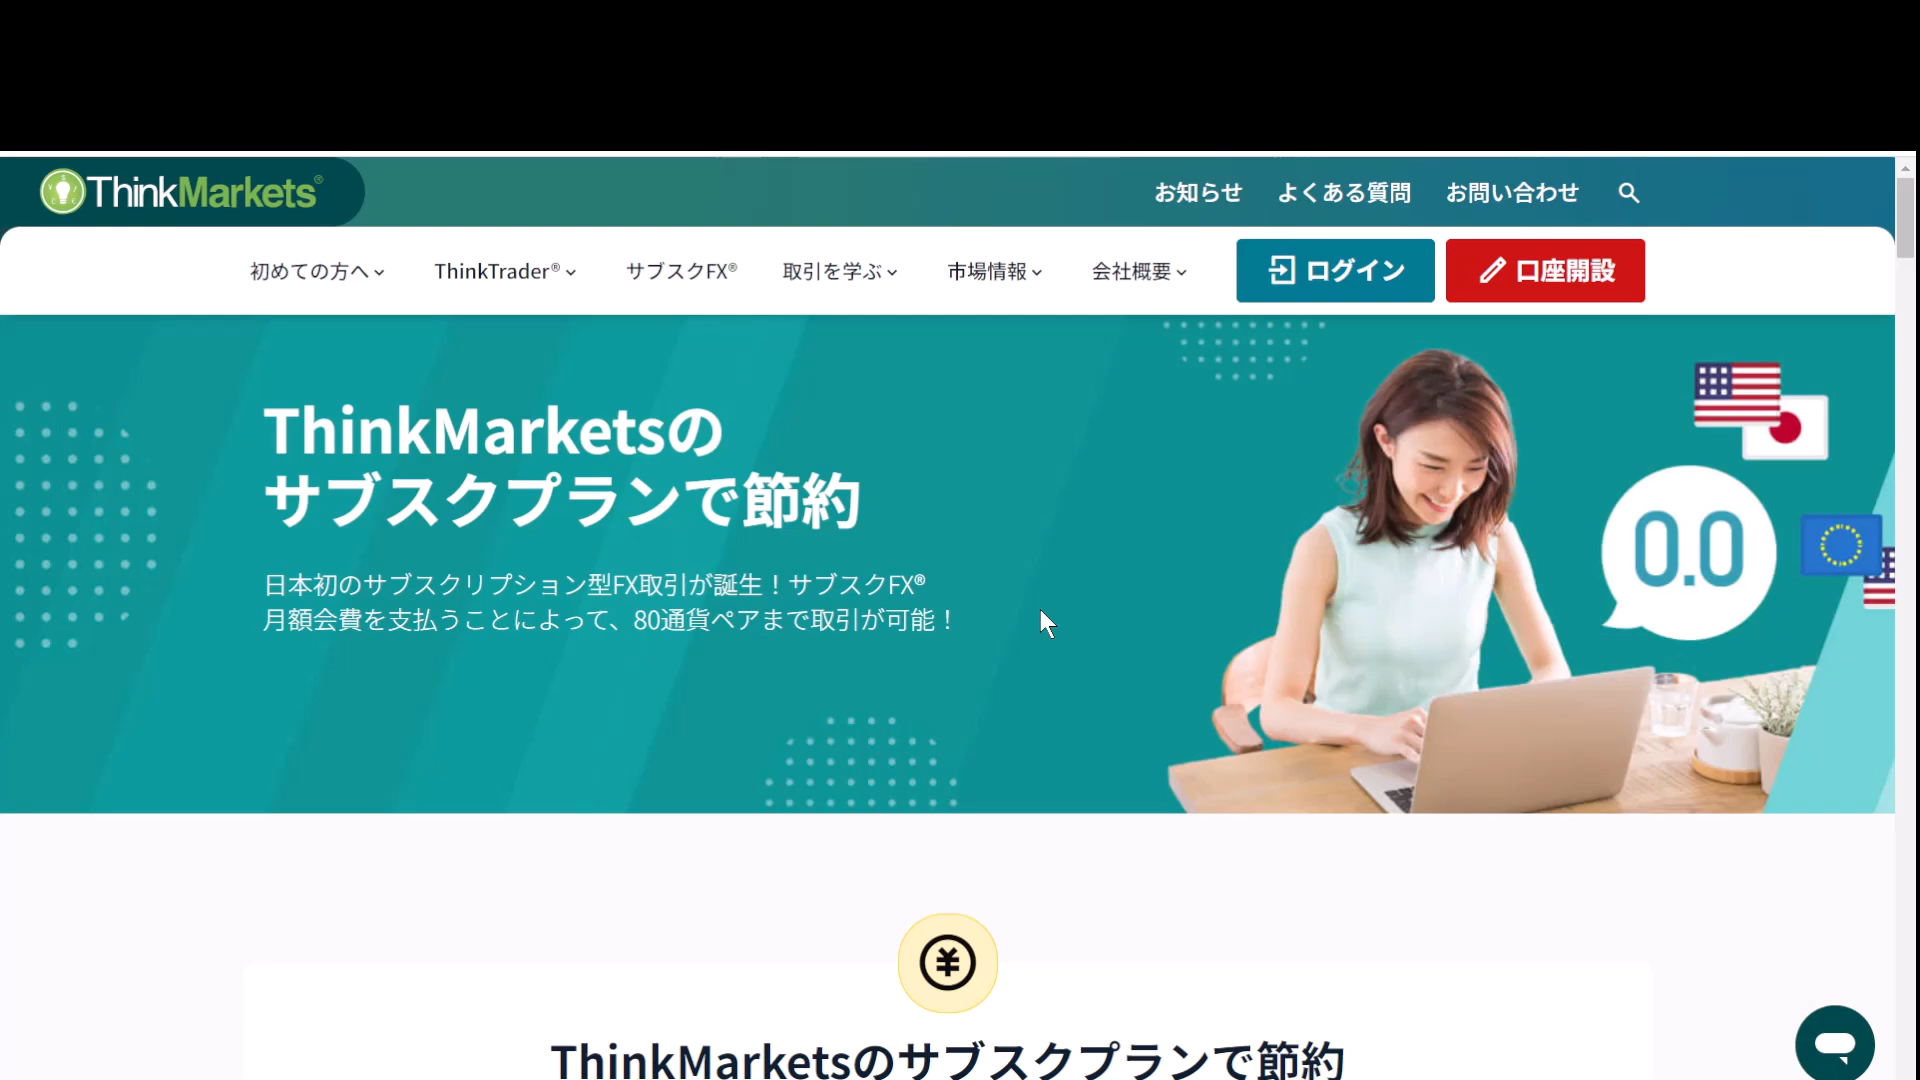 ThinkMarkets®
お知らせ よくある質問 お問い合わせ
初めての方へ ThinkTrader® サブスクFX® 取引を学ぶ 市場情報 会社概要 ログイン 口座開設
ThinkMarketsの
サブスクプランで節約
日本初のサブスクリプション型FX取引が誕生！サブスクFX®
月額会費を支払うことによって、80通貨ペアまで取引が可能！
0.0
¥
ThinkMarketsのサブスクプランで節約